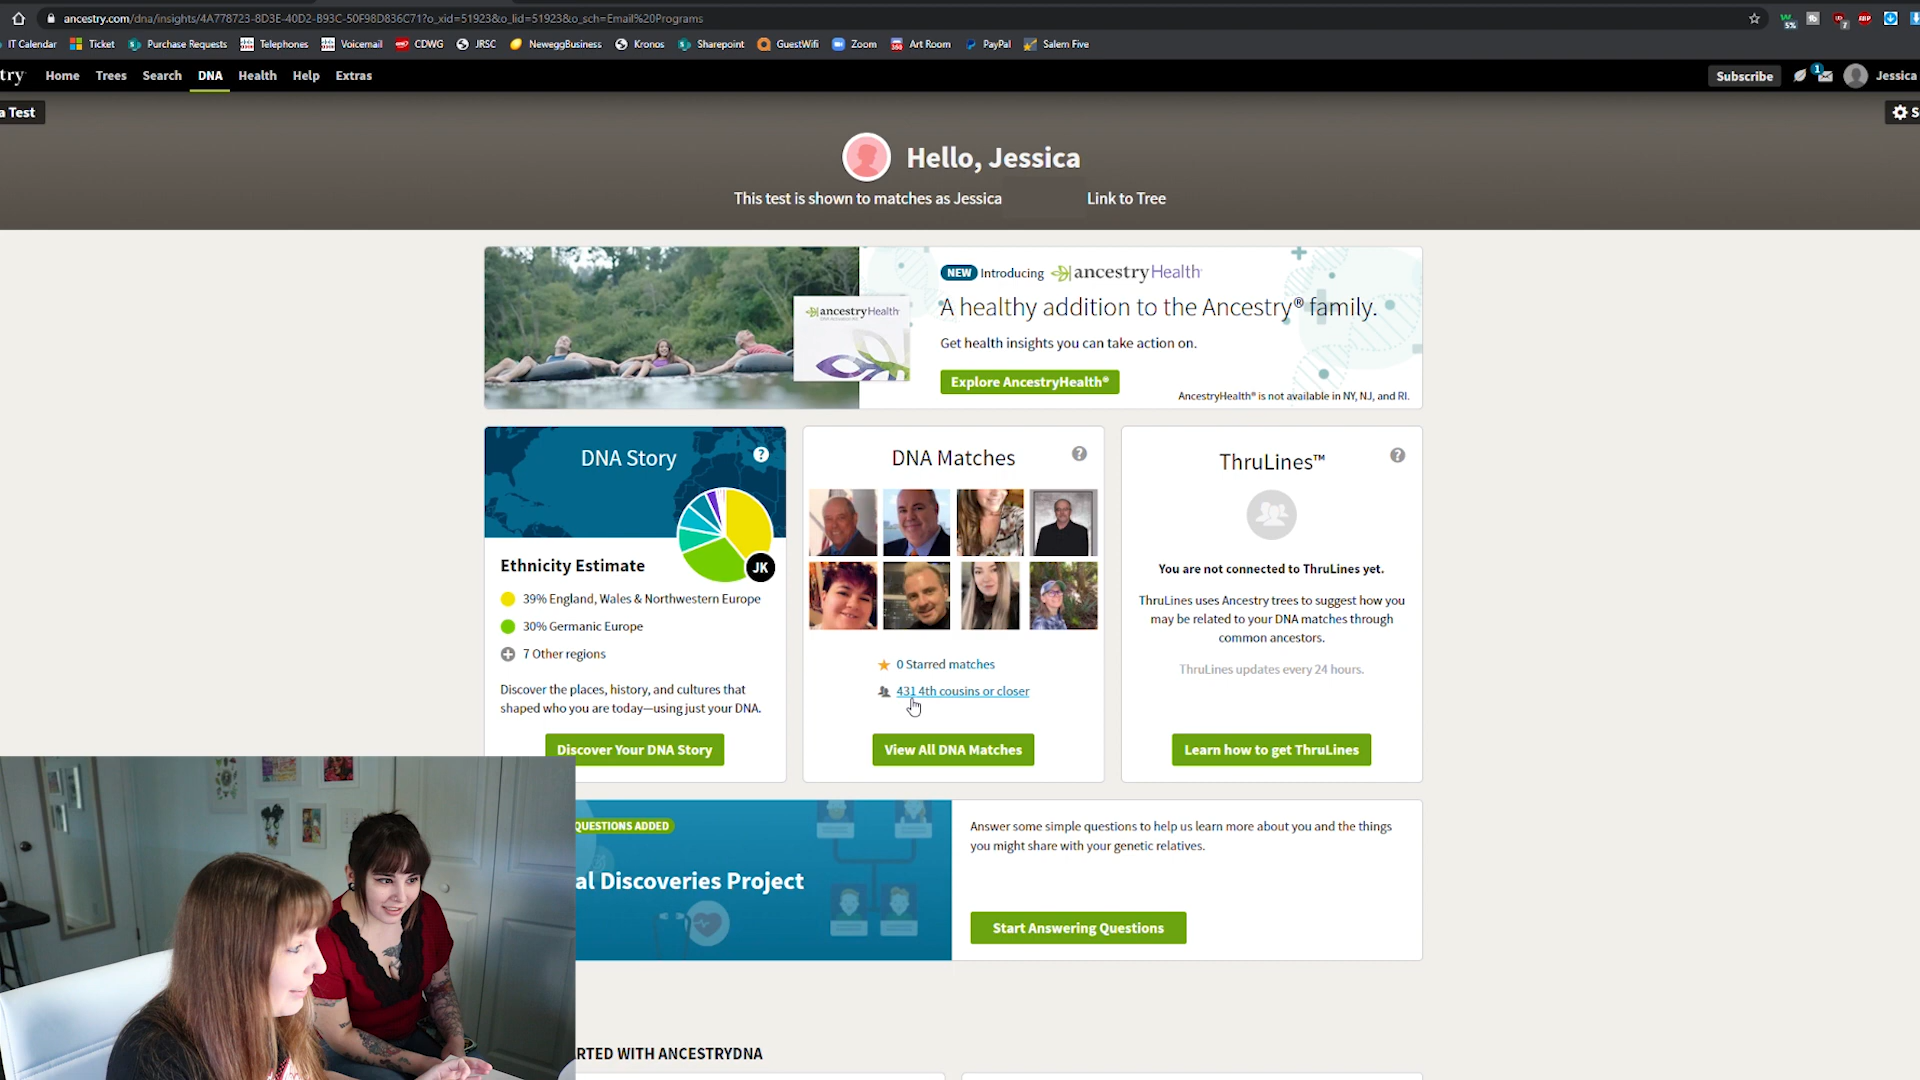 ancestry.com/dna/insights/4A778723-8D3E-40D2-B93C-50F98D836C71?o_xid=51923&o_lid=51923&o_sch=Email%20Programs
IT Calendar Ticket Purchase Requests Telephones Voicemail CDWG JRSC NeweggBusiness Kronos Sharepoint GuestWifi Zoom Art Room PayPal Salem Five
try Home Trees Search DNA Health Help Extras Subscribe 1 Jessica
a Test S
Hello, Jessica
This test is shown to matches as Jessica Link to Tree
NEW Introducing ancestryHealth
A healthy addition to the Ancestry® family.
ancestryHealth
Get health insights you can take action on.
Explore AncestryHealth®
AncestryHealth® is not available in NY, NJ, and RI.
DNA Story ?
JK
Ethnicity Estimate
39% England, Wales & Northwestern Europe
30% Germanic Europe
7 Other regions
Discover the places, history, and cultures that
shaped who you are today—using just your DNA.
Discover Your DNA Story
DNA Matches ?
0 Starred matches
431 4th cousins or closer
View All DNA Matches
ThruLines™ ?
You are not connected to ThruLines yet.
ThruLines uses Ancestry trees to suggest how you
may be related to your DNA matches through
common ancestors.
ThruLines updates every 24 hours.
Learn how to get ThruLines
QUESTIONS ADDED
al Discoveries Project
Answer some simple questions to help us learn more about you and the things
you might share with your genetic relatives.
Start Answering Questions
RTED WITH ANCESTRYDNA